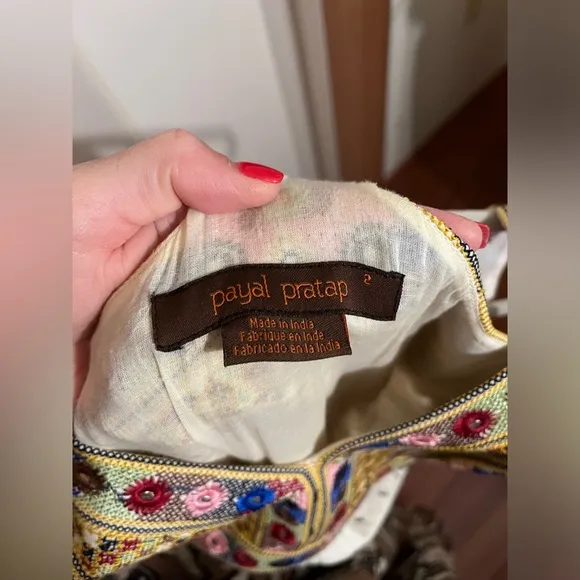 payal pratap 2
Made in India
Fabriqué en Inde
Fabricado en la India